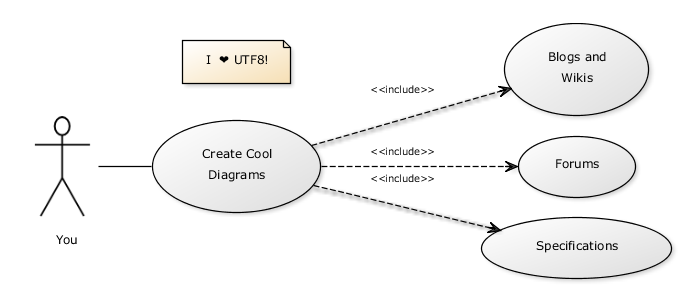 I ❤ UTF8!
Blogs and
Wikis
<<include>>
Create Cool
Diagrams
<<include>>
Forums
<<include>>
You
Specifications